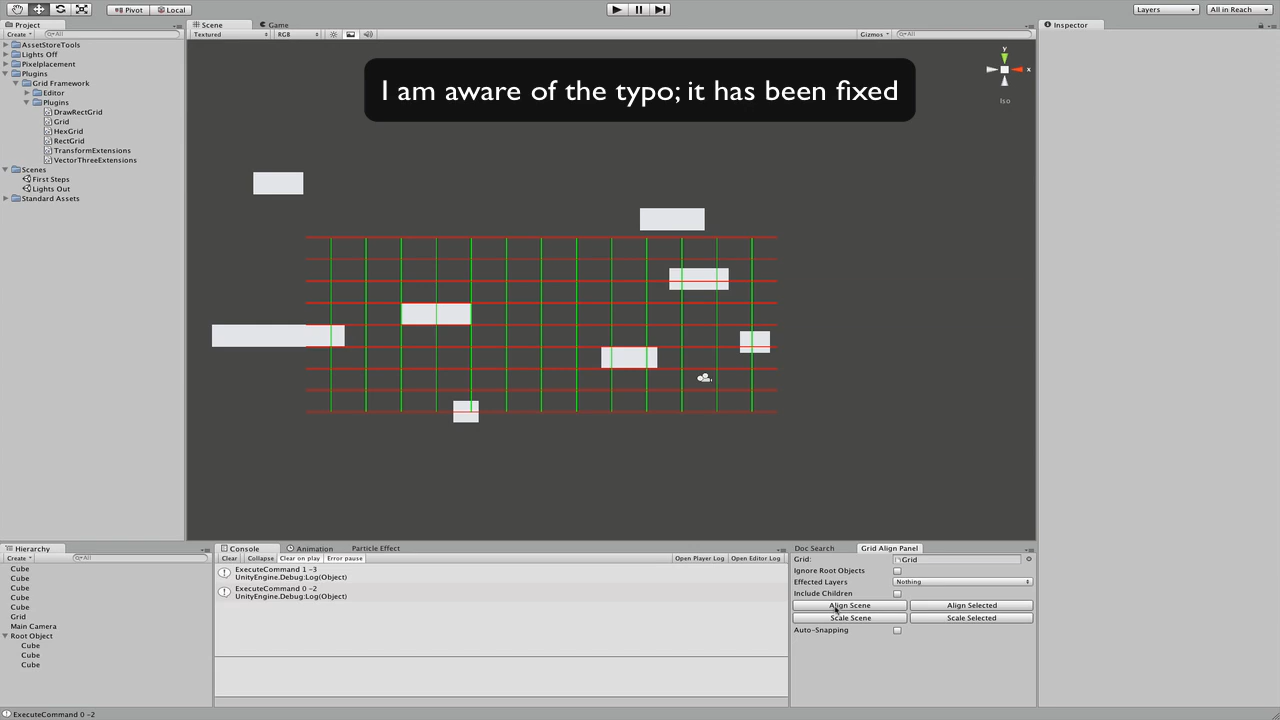 Pivot
Local
Layers
All in Reach
Project
Scene
Game
Inspector
Create
All
Textured
RGB
Gizmos
All
AssetStoreTools
Lights Off
Pixelplacement
Plugins
Grid Framework
Editor
Plugins
DrawRectGrid
Grid
HexGrid
RectGrid
TransformExtensions
VectorThreeExtensions
Scenes
First Steps
Lights Out
Standard Assets
I am aware of the typo; it has been fixed
y
x
Iso
Hierarchy
Create
All
Cube
Cube
Cube
Cube
Cube
Grid
Main Camera
Root Object
Cube
Cube
Cube
Console
Animation
Particle Effect
Clear
Collapse
Clear on play
Error pause
Open Player Log
Open Editor Log
ExecuteCommand 1 -3
UnityEngine.Debug:Log(Object)
ExecuteCommand 0 -2
UnityEngine.Debug:Log(Object)
Doc Search
Grid Align Panel
Grid:
Grid
Ignore Root Objects
Effected Layers
Nothing
Include Children
Align Scene
Align Selected
Scale Scene
Scale Selected
Auto-Snapping
ExecuteCommand 0 -2